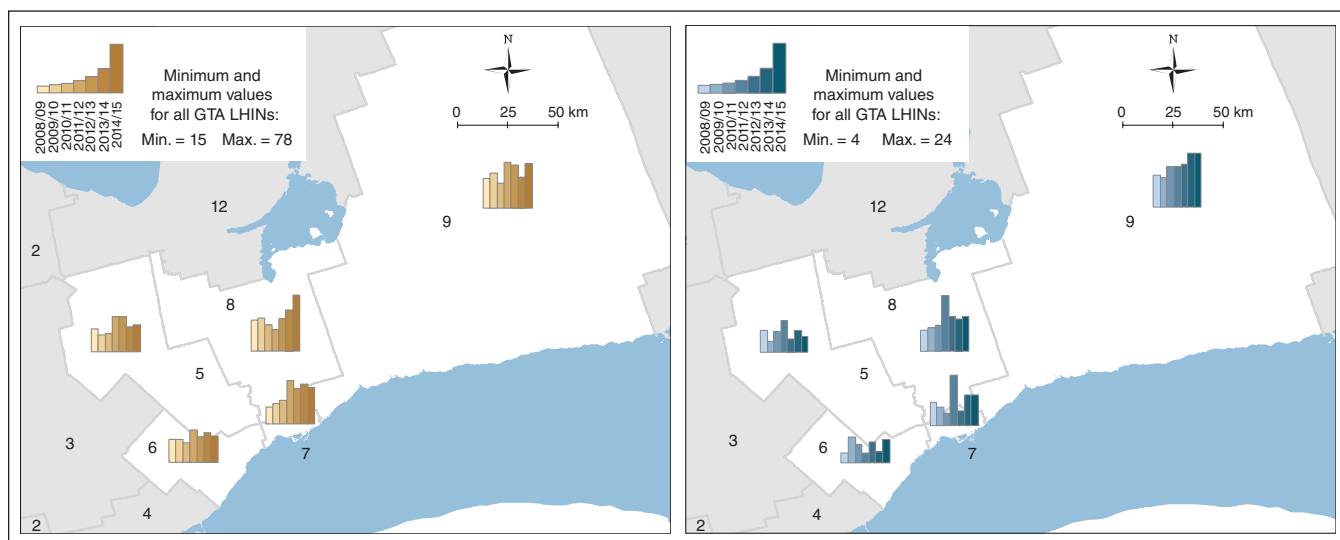 2008/09
2009/10
2010/11
2011/12
2012/13
2013/14
2014/15
Minimum and
maximum values
for all GTA LHINs:
Min. = 15 Max. = 78
N
0 25 50 km
12
9
2
8
5
3
6
7
4
2
2008/09
2009/10
2010/11
2011/12
2012/13
2013/14
2014/15
Minimum and
maximum values
for all GTA LHINs:
Min. = 4 Max. = 24
N
0 25 50 km
12
9
8
5
3
6
7
4
2